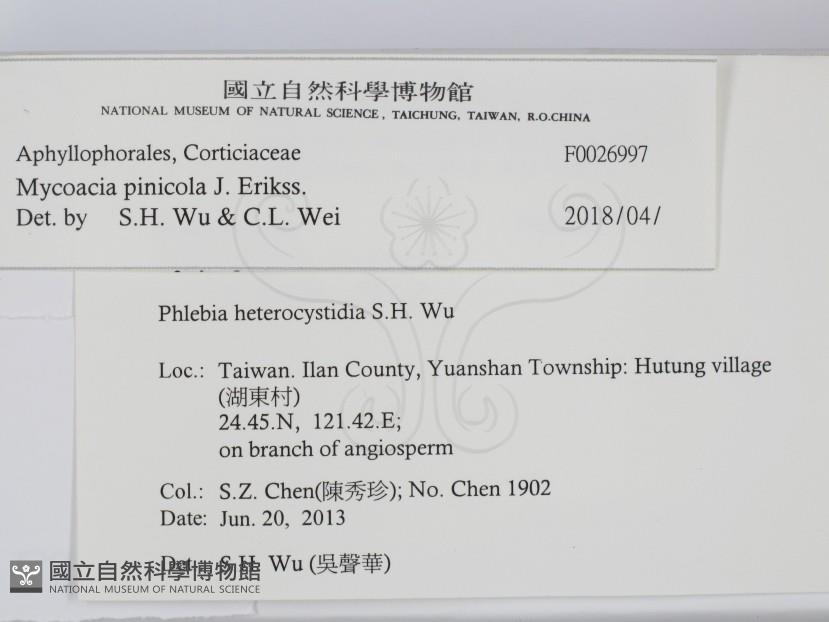 國立自然科學博物館
NATIONAL MUSEUM OF NATURAL SCIENCE, TAICHUNG, TAIWAN, R.O.CHINA
Aphyllophorales, Corticiaceae F0026997
Mycoacia pinicola J. Erikss.
Det. by S.H. Wu & C.L. Wei 2018/04/
Phlebia heterocystidia S.H. Wu
Loc.: Taiwan. Ilan County, Yuanshan Township: Hutung village
(湖東村)
24.45.N, 121.42.E;
on branch of angiosperm
Col.: S.Z. Chen(陳秀珍); No. Chen 1902
Date: Jun. 20, 2013
Det.: S.H. Wu (吳聲華)
國立自然科學博物館
NATIONAL MUSEUM OF NATURAL SCIENCE